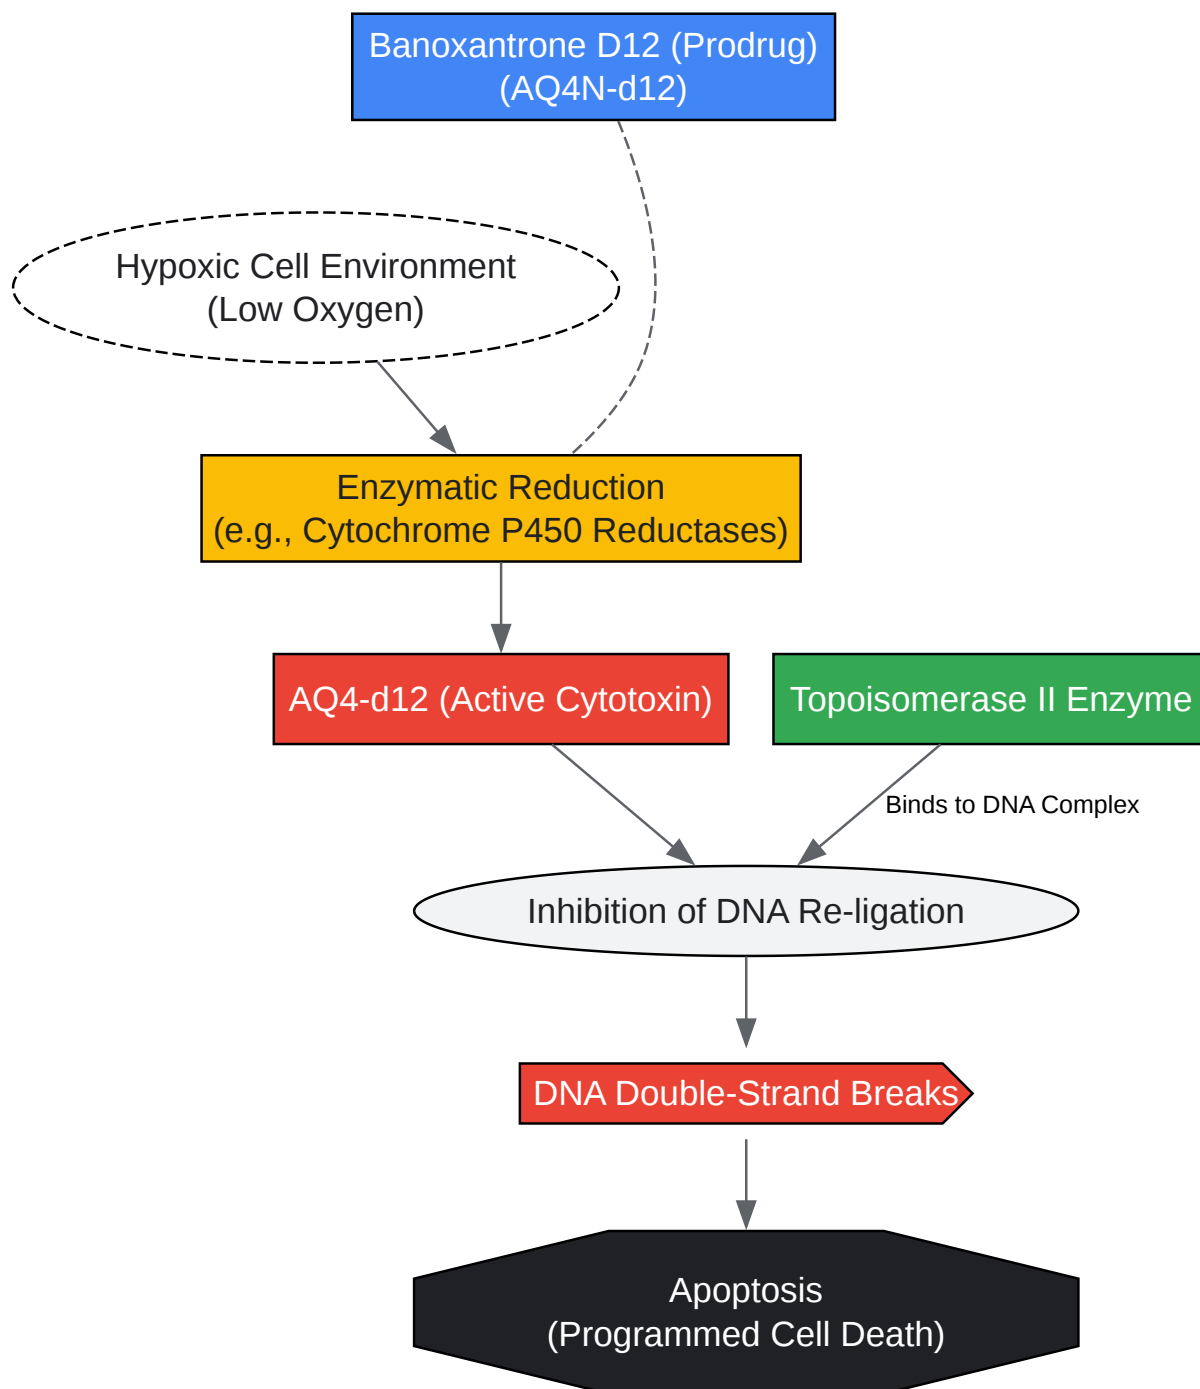 Banoxantrone D12 (Prodrug)
(AQ4N-d12)
Hypoxic Cell Environment
(Low Oxygen)
Enzymatic Reduction
(e.g., Cytochrome P450 Reductases)
AQ4-d12 (Active Cytotoxin)
Topoisomerase II Enzyme
Binds to DNA Complex
Inhibition of DNA Re-ligation
DNA Double-Strand Breaks
Apoptosis
(Programmed Cell Death)